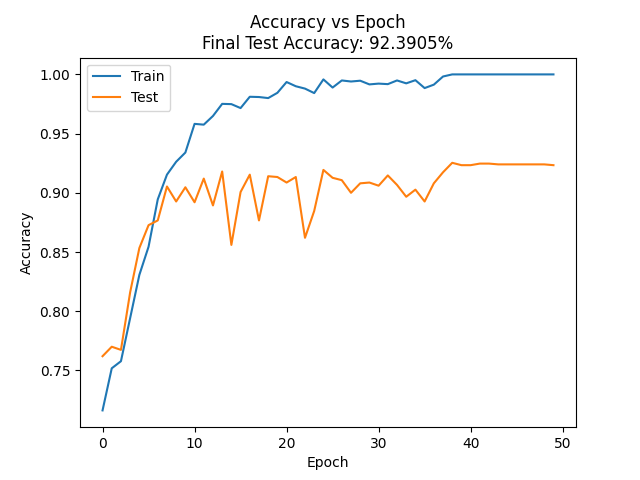 Accuracy vs Epoch
Final Test Accuracy: 92.3905%
Train
Test
1.00
0.95
0.90
0.85
0.80
0.75
Accuracy
0 10 20 30 40 50
Epoch